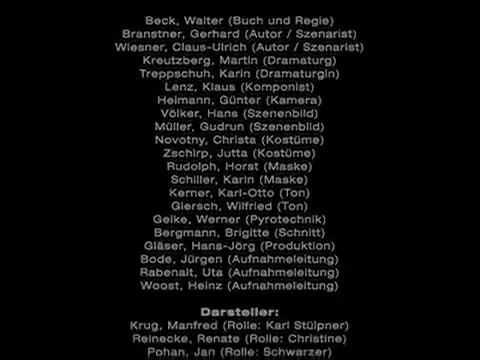 Beck, Walter (Buch und Regie)
Branstner, Gerhard (Autor / Szenarist)
Wiesner, Claus-Ulrich (Autor / Szenarist)
Kreutzberg, Martin (Dramaturg)
Treppschuh, Karin (Dramaturgin)
Lenz, Klaus (Komponist)
Heimann, Günter (Kamera)
Völker, Hans (Szenenbild)
Müller, Gudrun (Szenenbild)
Novotny, Christa (Kostüme)
Zschirp, Jutta (Kostüme)
Rudolph, Horst (Maske)
Schiller, Karin (Maske)
Kerner, Karl-Otto (Ton)
Giersch, Wilfried (Ton)
Geike, Werner (Pyrotechnik)
Bergmann, Brigitte (Schnitt)
Gläser, Hans-Jörg (Produktion)
Bode, Jürgen (Aufnahmeleitung)
Rabenalt, Uta (Aufnahmeleitung)
Woost, Heinz (Aufnahmeleitung)
Darsteller:
Krug, Manfred (Rolle: Karl Stülpner)
Reinecke, Renate (Rolle: Christine)
Pohan, Jan (Rolle: Schwarzer)